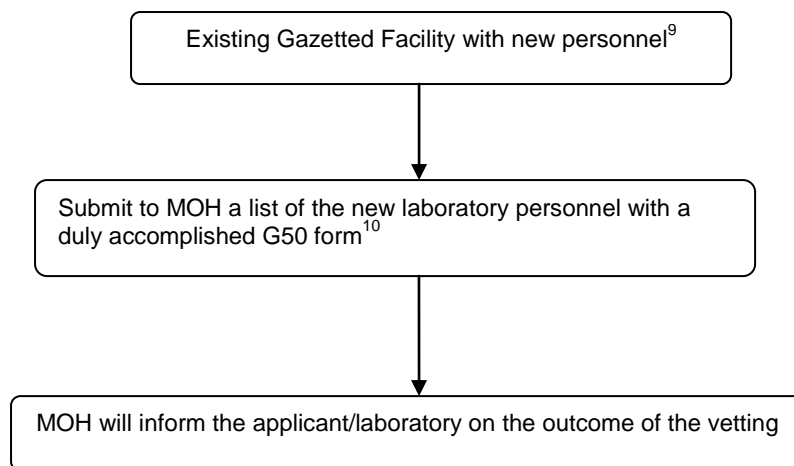 Existing Gazetted Facility with new personnel⁹
Submit to MOH a list of the new laboratory personnel with a
duly accomplished G50 form¹⁰
MOH will inform the applicant/laboratory on the outcome of the vetting